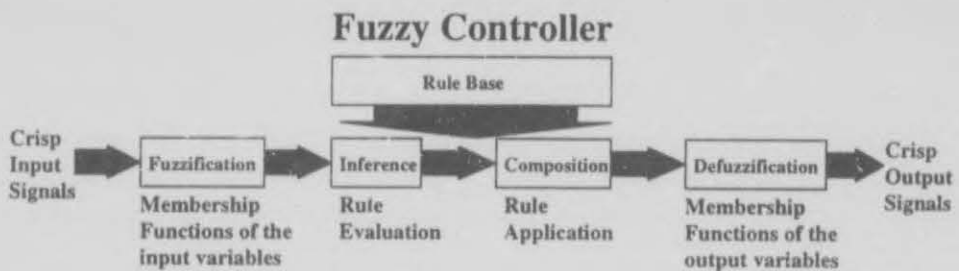 Fuzzy Controller
Rule Base
Crisp
Input
Signals
Fuzzification
Inference
Composition
Defuzzification
Crisp
Output
Signals
Membership
Functions of the
input variables
Rule
Evaluation
Rule
Application
Membership
Functions of the
output variables